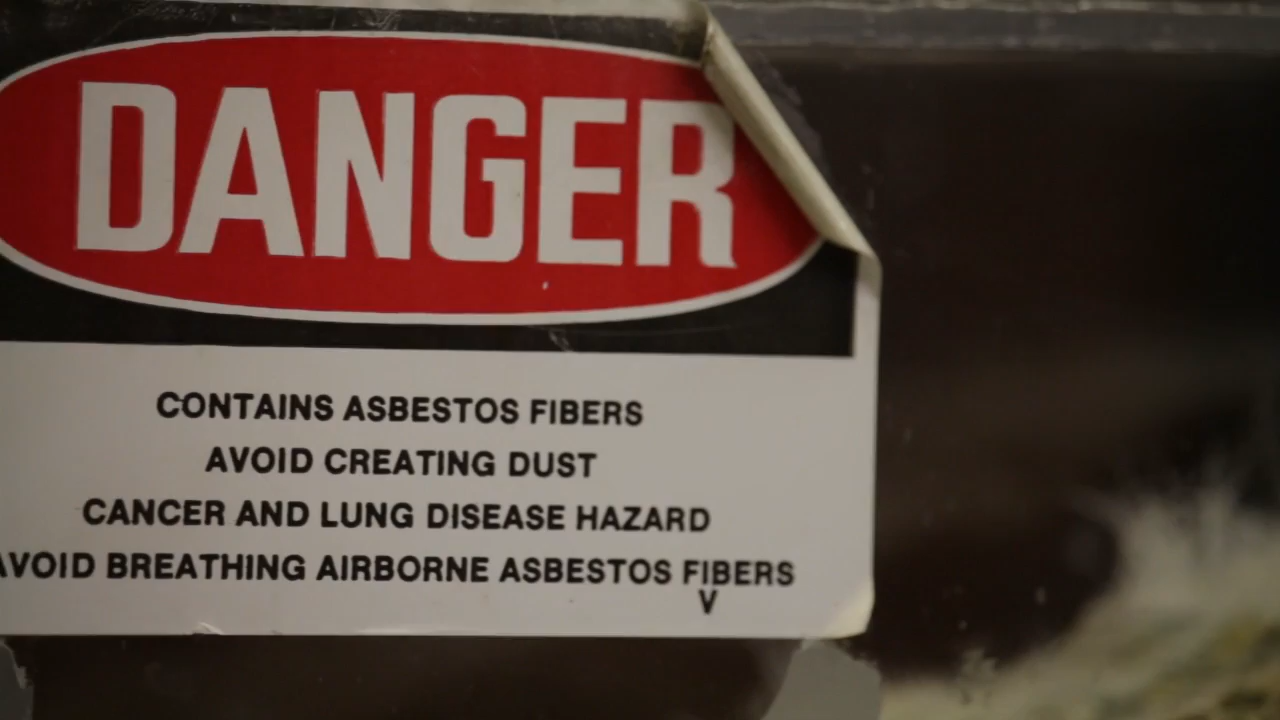 DANGER
CONTAINS ASBESTOS FIBERS
AVOID CREATING DUST
CANCER AND LUNG DISEASE HAZARD
AVOID BREATHING AIRBORNE ASBESTOS FIBERS
V